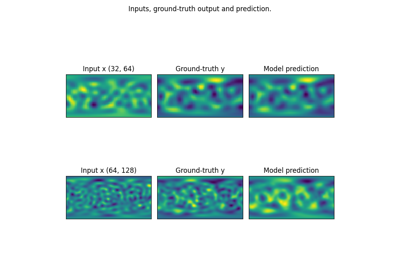 Inputs, ground-truth output and prediction.
Input x (32, 64) Ground-truth y Model prediction
Input x (64, 128) Ground-truth y Model prediction